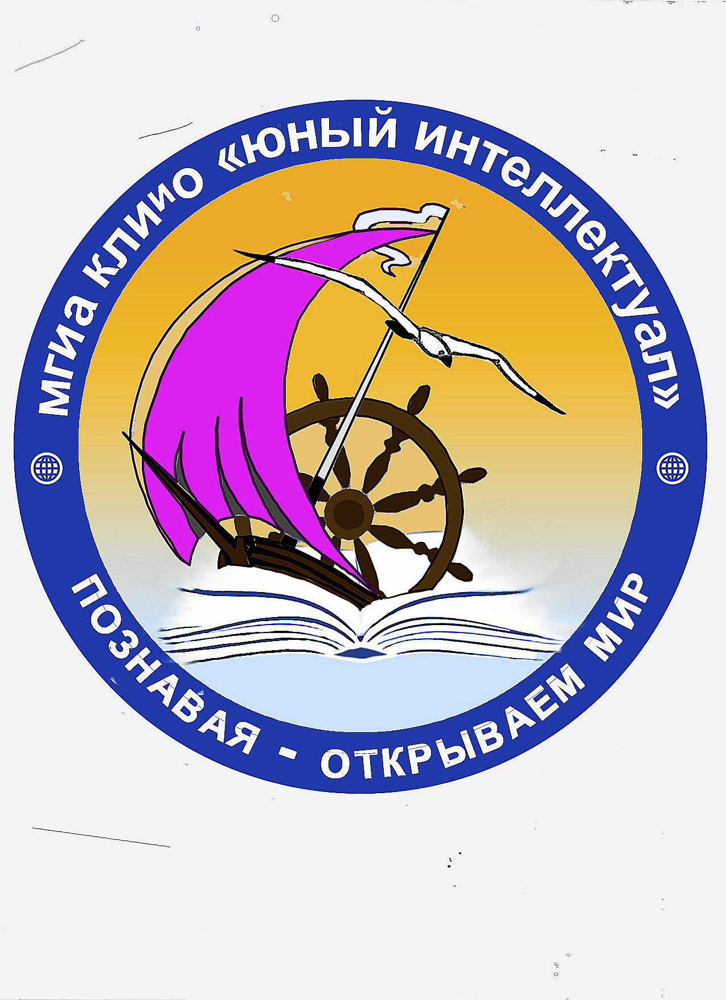 МГИА КЛИИО «ЮНЫЙ ИНТЕЛЛЕКТУАЛ»
ПОЗНАВАЯ - ОТКРЫВАЕМ МИР